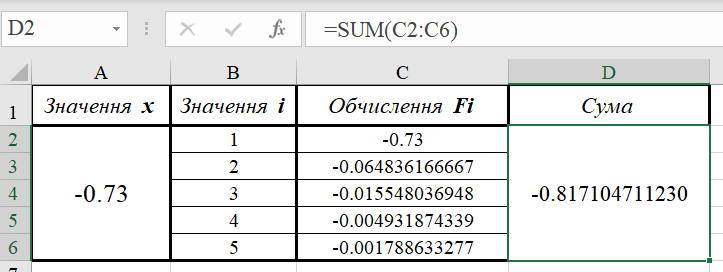 D2 fx =SUM(C2:C6)
A B C D
1 Значення x Значення i Обчислення Fi Сума
2 1 -0.73
3 2 -0.064836166667
4 -0.73 3 -0.015548036948 -0.817104711230
5 4 -0.004931874339
6 5 -0.001788633277